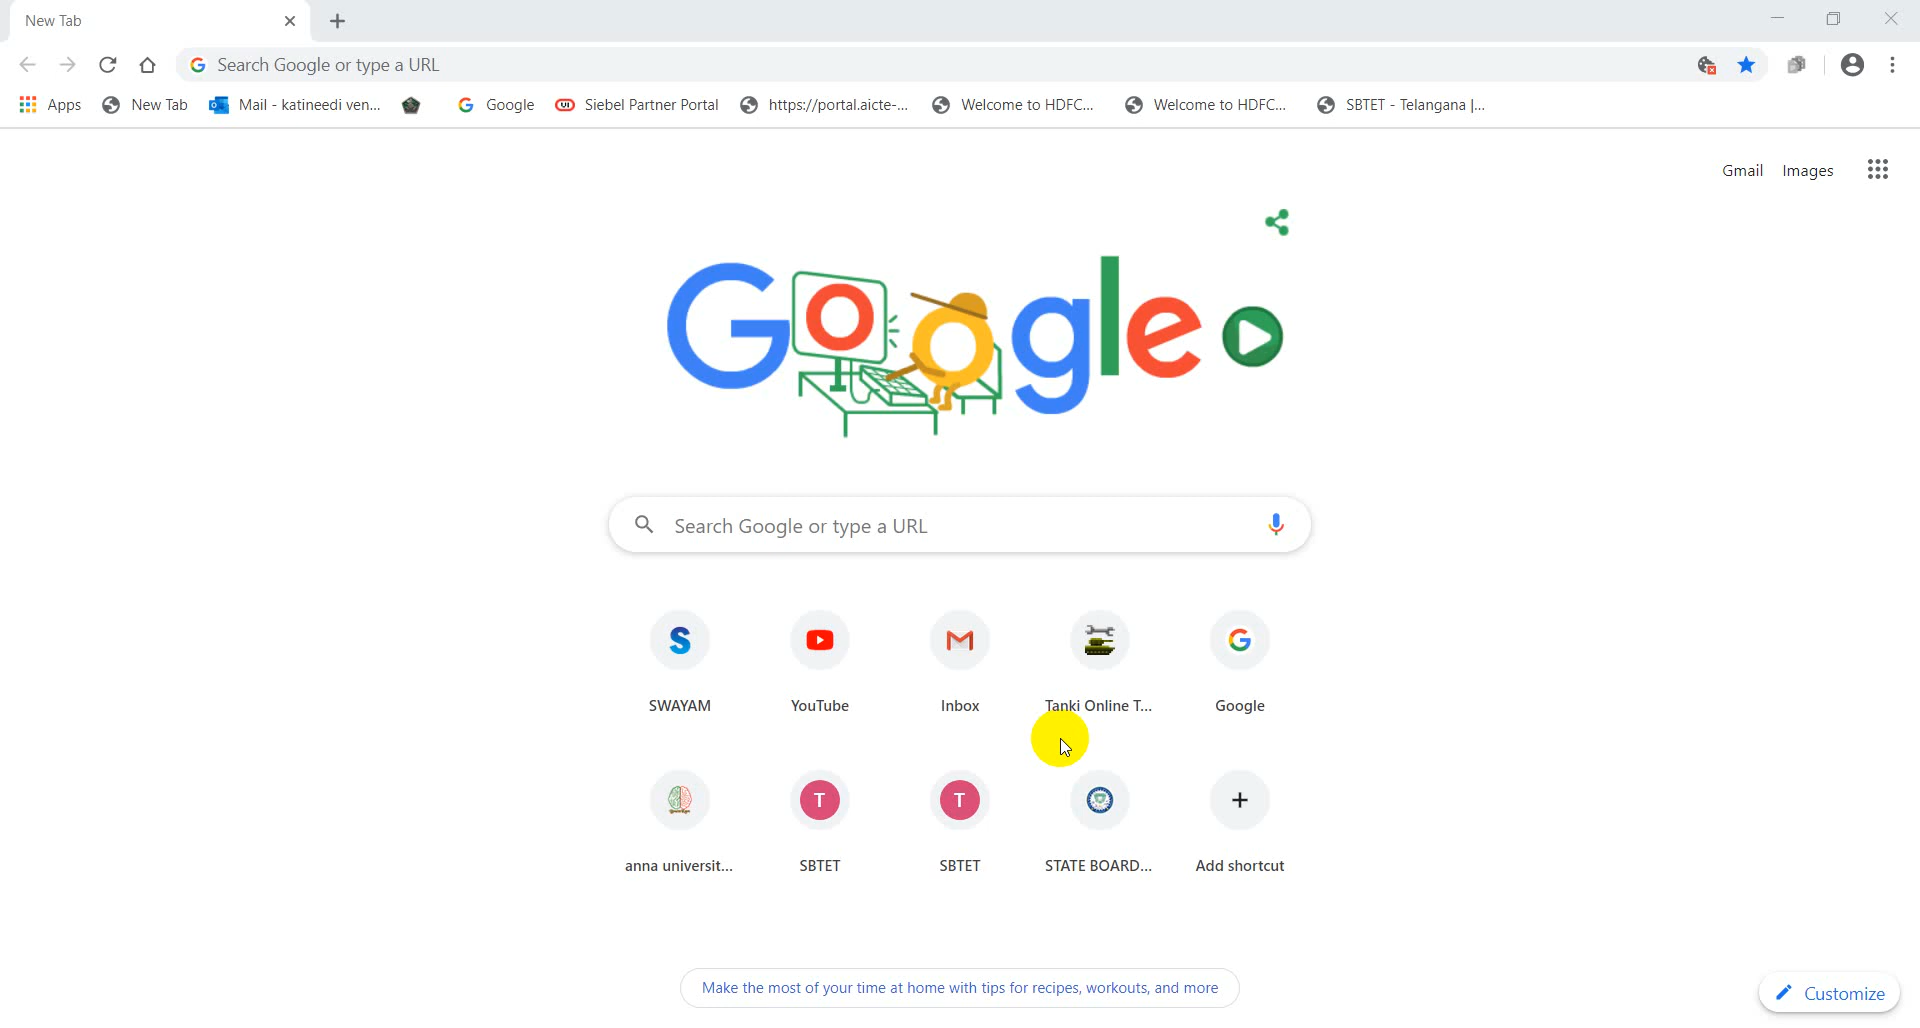 New Tab
Search Google or type a URL
Apps New Tab Mail - katineedi ven... Google Siebel Partner Portal https://portal.aicte-... Welcome to HDFC... Welcome to HDFC... SBTET - Telangana |...
Gmail Images
Google
Search Google or type a URL
SWAYAM YouTube Inbox Tanki Online T... Google
T T
anna universit... SBTET SBTET STATE BOARD... Add shortcut
Make the most of your time at home with tips for recipes, workouts, and more
Customize